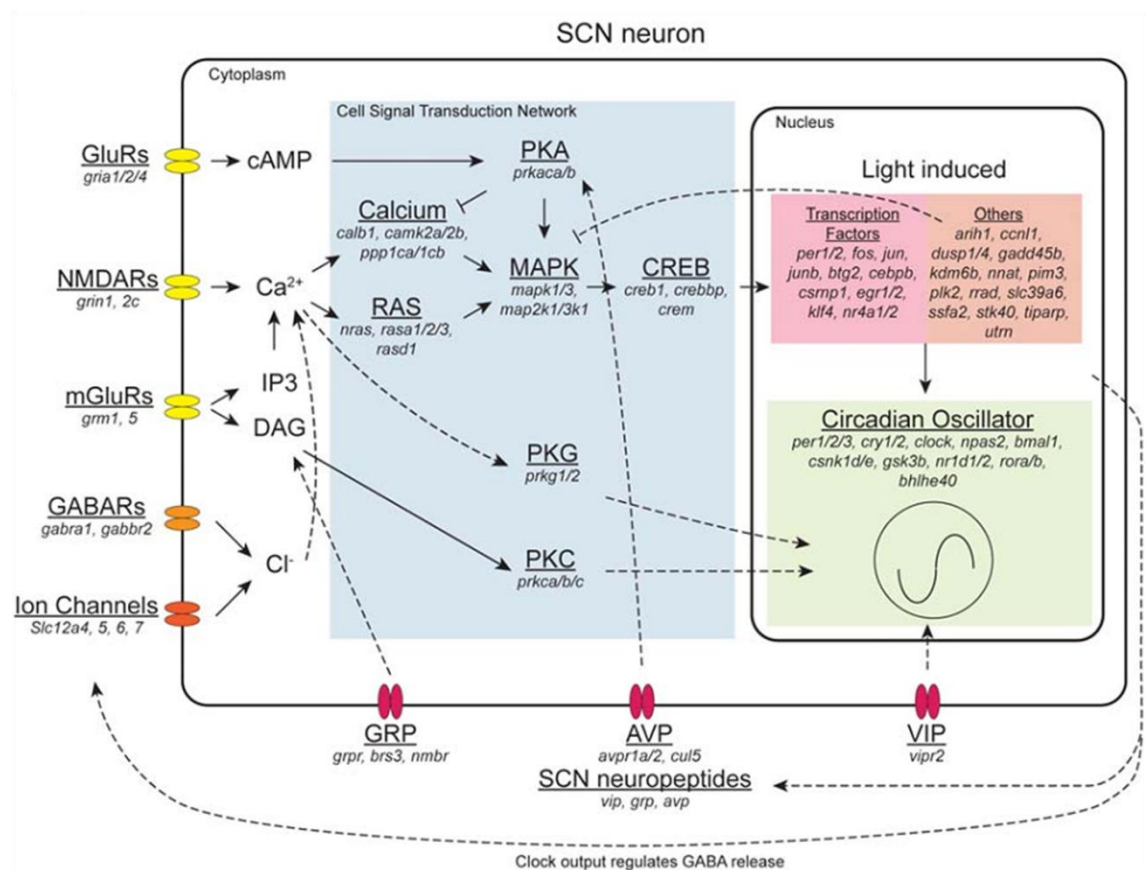 SCN neuron
Cytoplasm
Cell Signal Transduction Network
Nucleus
GluRs
gria1/2/4
cAMP
PKA
prkaca/b
Light induced
Transcription
Factors
per1/2, fos, jun,
junb, btg2, cebpb,
csrnp1, egr1/2,
klf4, nr4a1/2
Others
arih1, ccnl1,
dusp1/4, gadd45b,
kdm6b, nnat, pim3,
plk2, rrad, slc39a6,
ssfa2, stk40, tiparp,
utrn
Calcium
calb1, camk2a/2b,
ppp1ca/1cb
NMDARs
grin1, 2c
Ca²⁺
MAPK
mapk1/3,
map2k1/3k1
CREB
creb1, crebbp,
crem
RAS
nras, rasa1/2/3,
rasd1
mGluRs
grm1, 5
IP3
DAG
Circadian Oscillator
per1/2/3, cry1/2, clock, npas2, bmal1,
csnk1d/e, gsk3b, nr1d1/2, rora/b,
bhlhe40
PKG
prkg1/2
GABARs
gabra1, gabbr2
Cl⁻
PKC
prkca/b/c
Ion Channels
Slc12a4, 5, 6, 7
GRP
grpr, brs3, nmbr
AVP
avpr1a/2, cul5
VIP
vipr2
SCN neuropeptides
vip, grp, avp
Clock output regulates GABA release